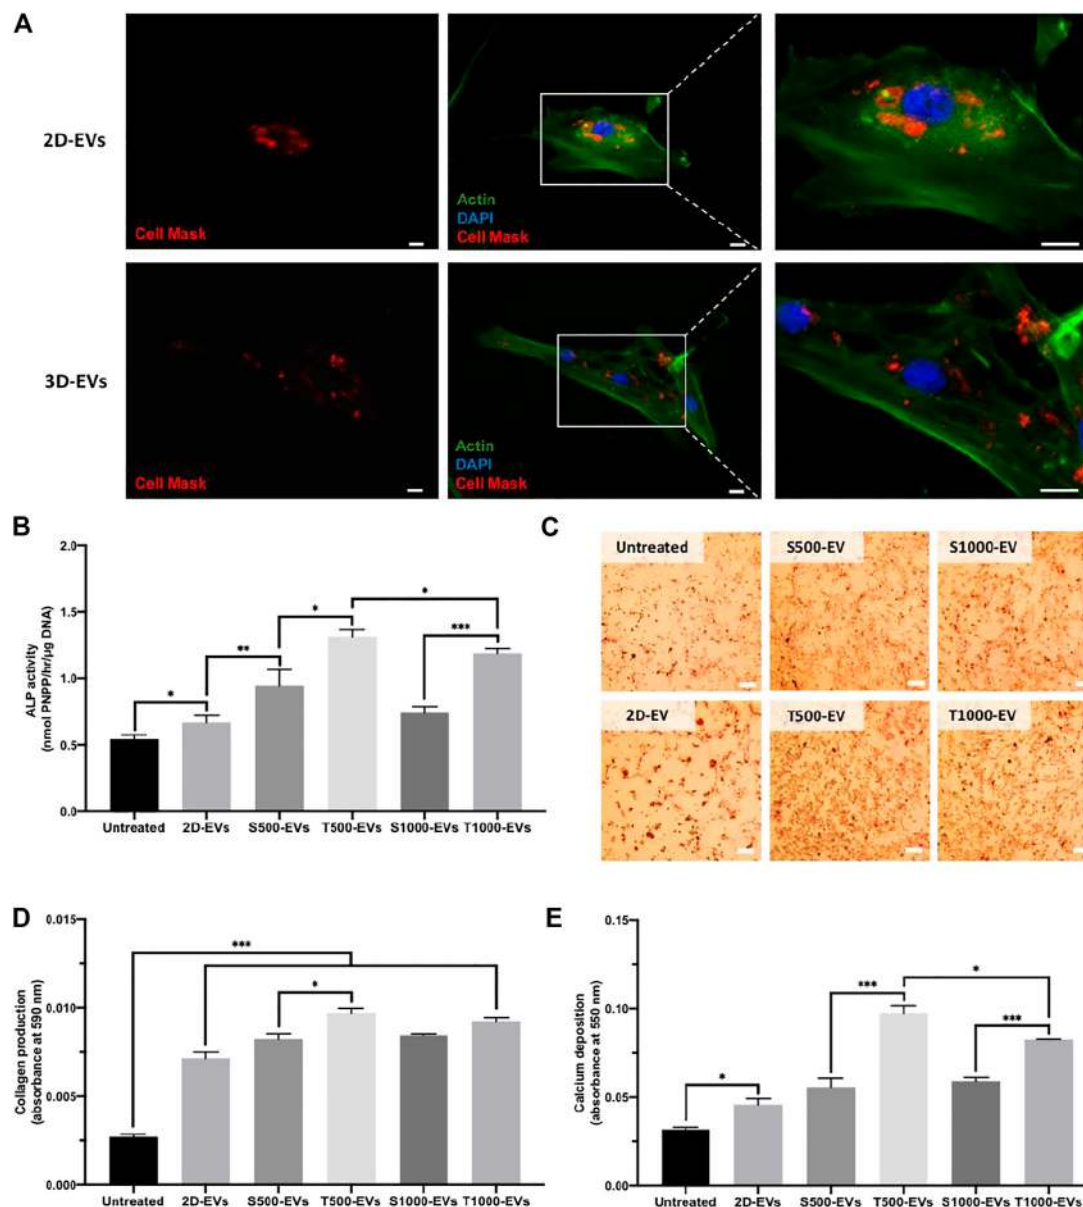 A
2D-EVs
Cell Mask
Actin
DAPI
Cell Mask
3D-EVs
Cell Mask
Actin
DAPI
Cell Mask
B
ALP activity
(nmol PNPP/hr/µg DNA)
2.0
1.5
1.0
0.5
0.0
*
**
*
*
***
Untreated 2D-EVs S500-EVs T500-EVs S1000-EVs T1000-EVs
C
Untreated S500-EV S1000-EV
2D-EV T500-EV T1000-EV
D
Collagen production
(absorbance at 590 nm)
0.015
0.010
0.005
0.000
***
*
Untreated 2D-EVs S500-EVs T500-EVs S1000-EVs T1000-EVs
E
Calcium deposition
(absorbance at 550 nm)
0.15
0.10
0.050
0.00
*
***
*
***
Untreated 2D-EVs S500-EVs T500-EVs S1000-EVs T1000-EVs